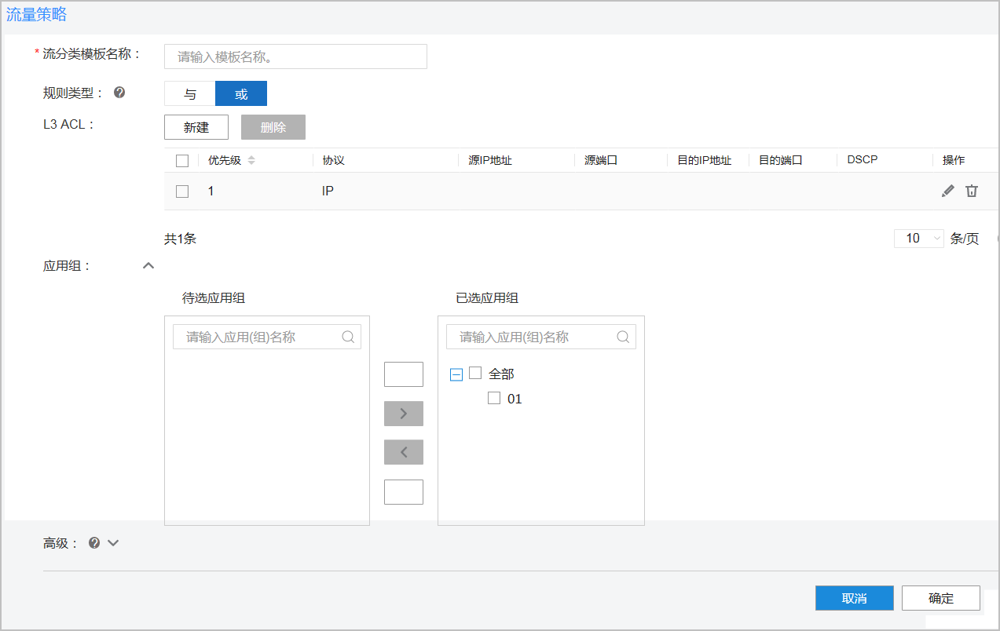 流量策略
* 流分类模板名称：
请输入模板名称。
规则类型：
与 或
L3 ACL：
新建 删除
优先级 协议 源IP地址 源端口 目的IP地址 目的端口 DSCP 操作
1 IP
共1条
10 条/页
应用组：
待选应用组 已选应用组
请输入应用(组)名称 请输入应用(组)名称
全部
01
高级：
取消 确定